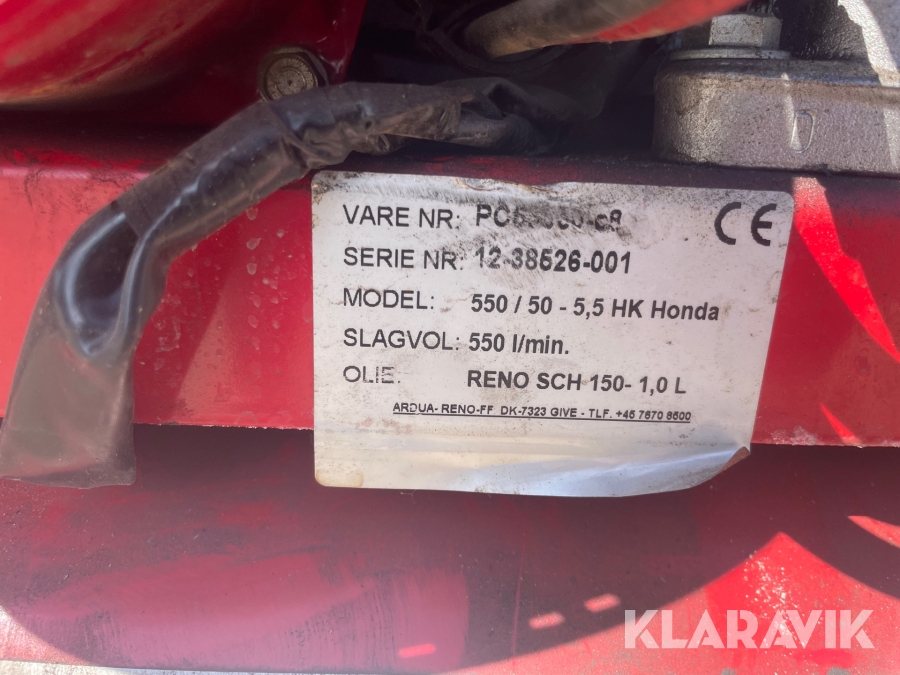 VARE NR:
CE
SERIE NR: 12-38526-001
MODEL: 550 / 50 - 5,5 HK Honda
SLAGVOL: 550 l/min.
OLIE: RENO SCH 150- 1,0 L
ARDUA- RENO-FF DK-7323 GIVE - TLF. +45 7670 8500
KLARAVIK